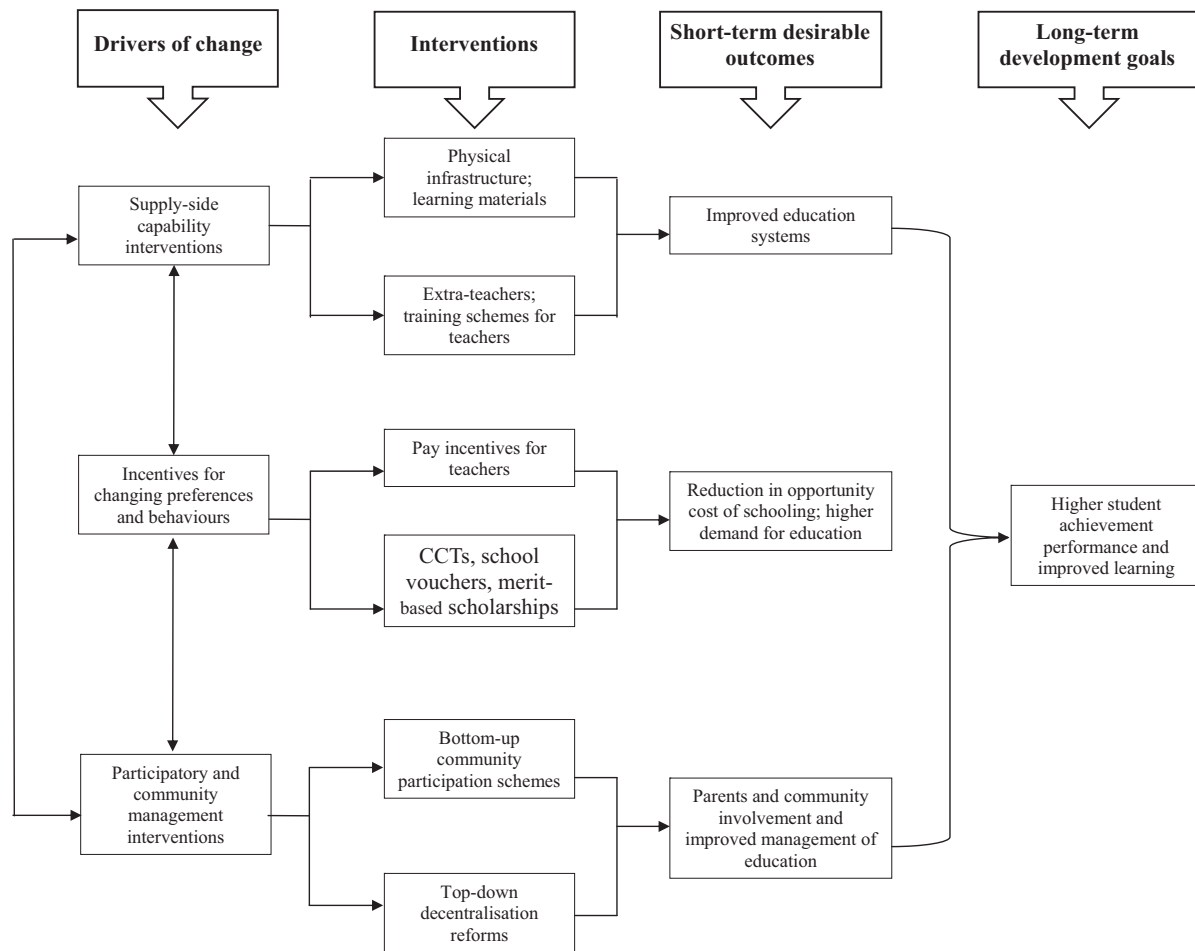 Drivers of change
Interventions
Short-term desirable
outcomes
Long-term
development goals
Supply-side
capability
interventions
Physical
infrastructure;
learning materials
Extra-teachers;
training schemes for
teachers
Improved education
systems
Incentives for
changing preferences
and behaviours
Pay incentives for
teachers
CCTs, school
vouchers, merit-
based scholarships
Reduction in opportunity
cost of schooling; higher
demand for education
Higher student
achievement
performance and
improved learning
Participatory and
community
management
interventions
Bottom-up
community
participation schemes
Top-down
decentralisation
reforms
Parents and community
involvement and
improved management of
education